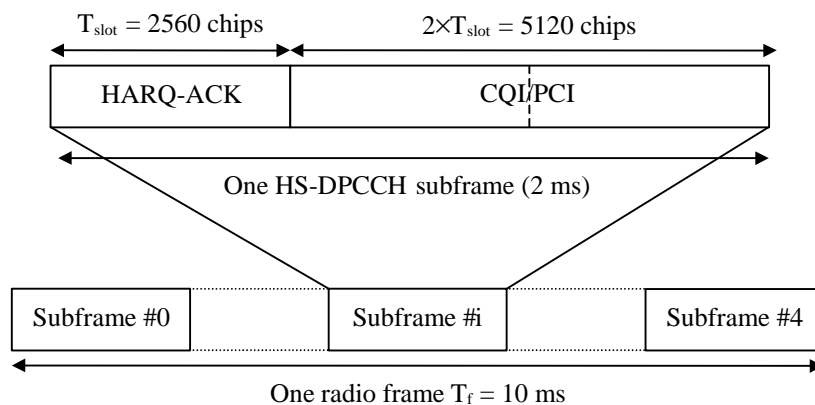 T_slot = 2560 chips
2×T_slot = 5120 chips
HARQ-ACK
CQI/PCI
One HS-DPCCH subframe (2 ms)
Subframe #0
Subframe #i
Subframe #4
One radio frame T_f = 10 ms